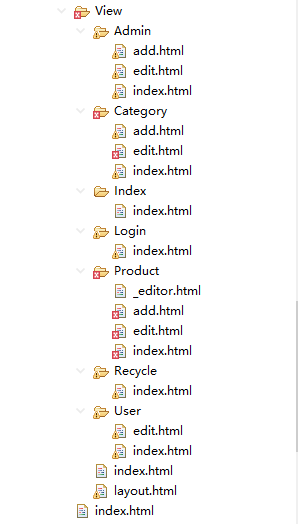 View
Admin
add.html
edit.html
index.html
Category
add.html
edit.html
index.html
Index
index.html
Login
index.html
Product
_editor.html
add.html
edit.html
index.html
Recycle
index.html
User
edit.html
index.html
index.html
layout.html
index.html